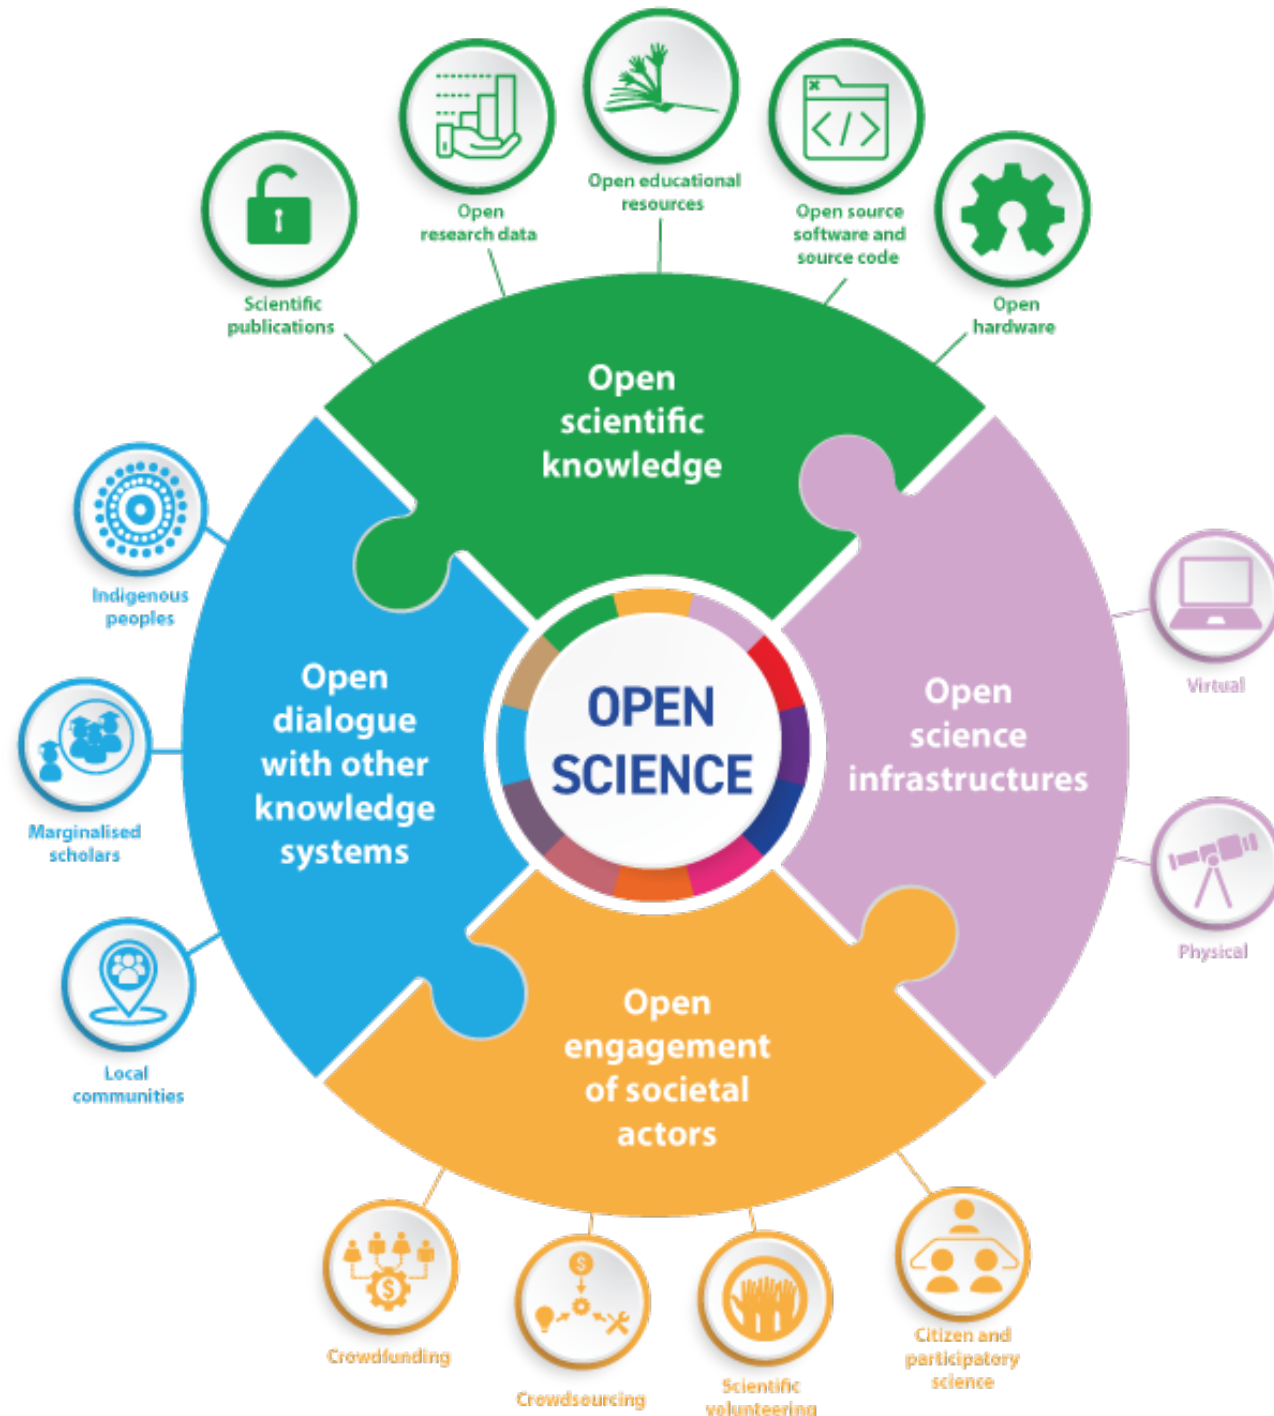 Open educational
resources
Open
research data
Open source
software and
source code
Scientific
publications
Open
hardware
Open
scientific
knowledge
Indigenous
peoples
Marginalised
scholars
Local
communities
Open
dialogue
with other
knowledge
systems
OPEN
SCIENCE
Open
science
infrastructures
Virtual
Physical
Open
engagement
of societal
actors
Crowdfunding
Crowdsourcing
Scientific
volunteering
Citizen and
participatory
science